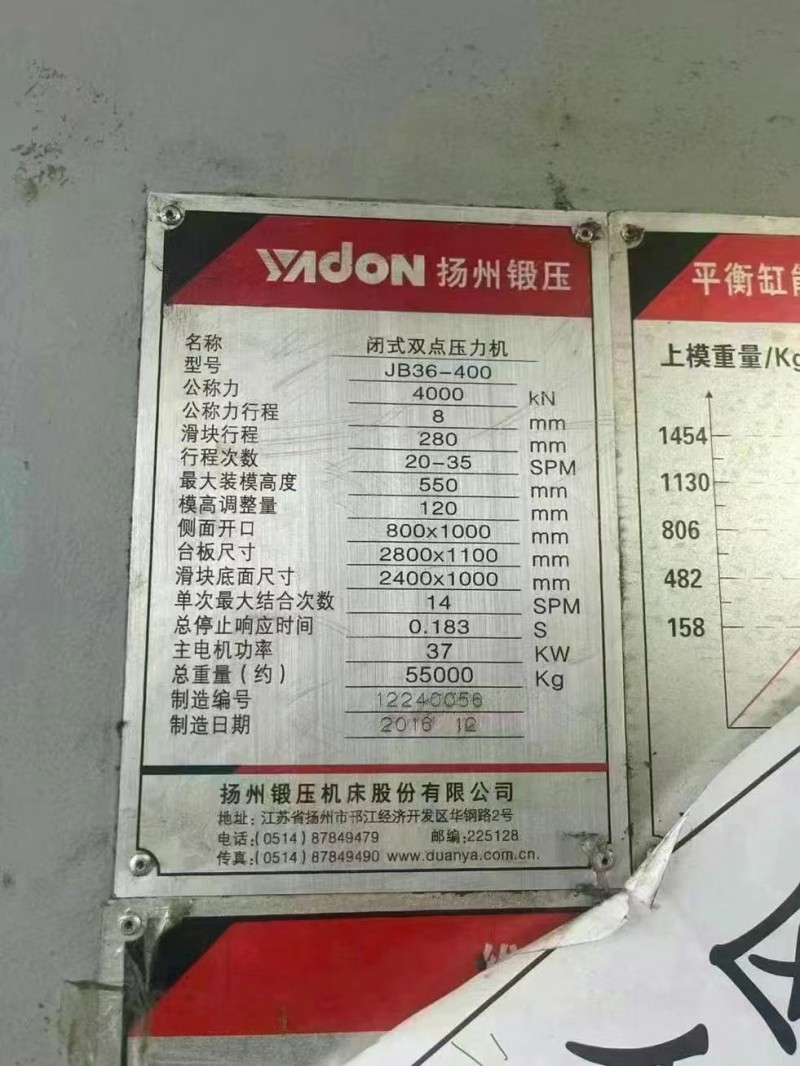 YADON 扬州锻压
名称 闭式双点压力机
型号 JB36-400
公称力 4000 kN
公称力行程 8 mm
滑块行程 280 mm
行程次数 20-35 SPM
最大装模高度 550 mm
模高调整量 120 mm
侧面开口 800x1000 mm
台板尺寸 2800x1100 mm
滑块底面尺寸 2400x1000 mm
单次最大结合次数 14 SPM
总停止响应时间 0.183 S
主电机功率 37 KW
总重量(约) 55000 Kg
制造编号 12240056
制造日期 2016 12
扬州锻压机床股份有限公司
地址:江苏省扬州市邗江经济开发区华钢路2号
电话:(0514)87849479 邮编:225128
传真:(0514)87849490 www.duanya.com.cn.
平衡缸
上模重量/Kg
1454
1130
806
482
158